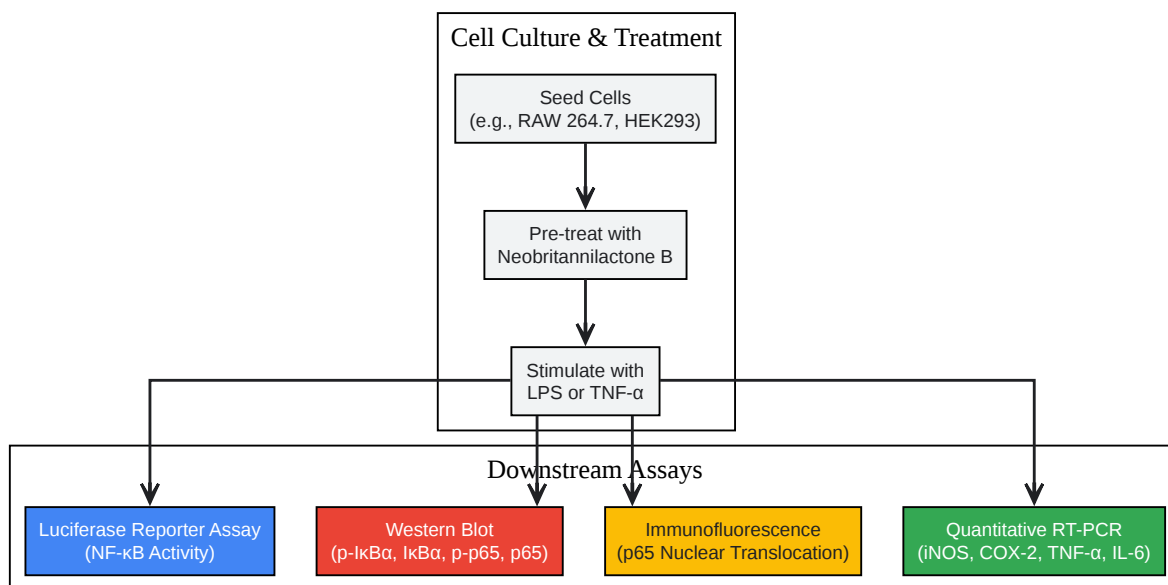 Cell Culture & Treatment
Seed Cells
(e.g., RAW 264.7, HEK293)
Pre-treat with
Neobritannilactone B
Stimulate with
LPS or TNF-α
Downstream Assays
Luciferase Reporter Assay
(NF-κB Activity)
Western Blot
(p-IκBα, IκBα, p-p65, p65)
Immunofluorescence
(p65 Nuclear Translocation)
Quantitative RT-PCR
(iNOS, COX-2, TNF-α, IL-6)